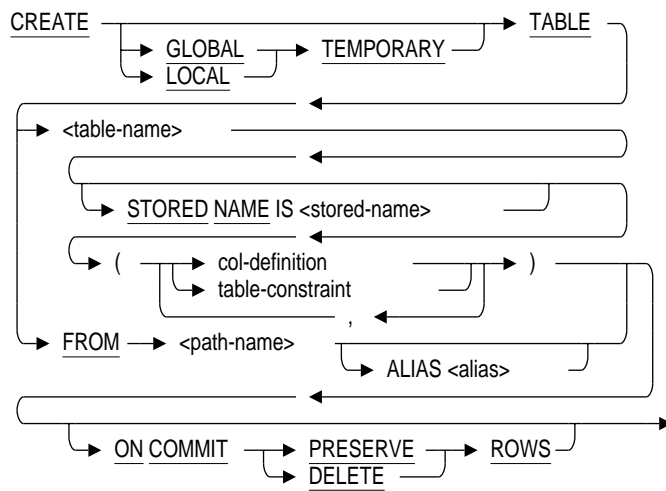 CREATE TABLE
GLOBAL TEMPORARY
LOCAL
<table-name>
STORED NAME IS <stored-name>
( col-definition )
table-constraint
,
FROM <path-name>
ALIAS <alias>
ON COMMIT PRESERVE ROWS
DELETE